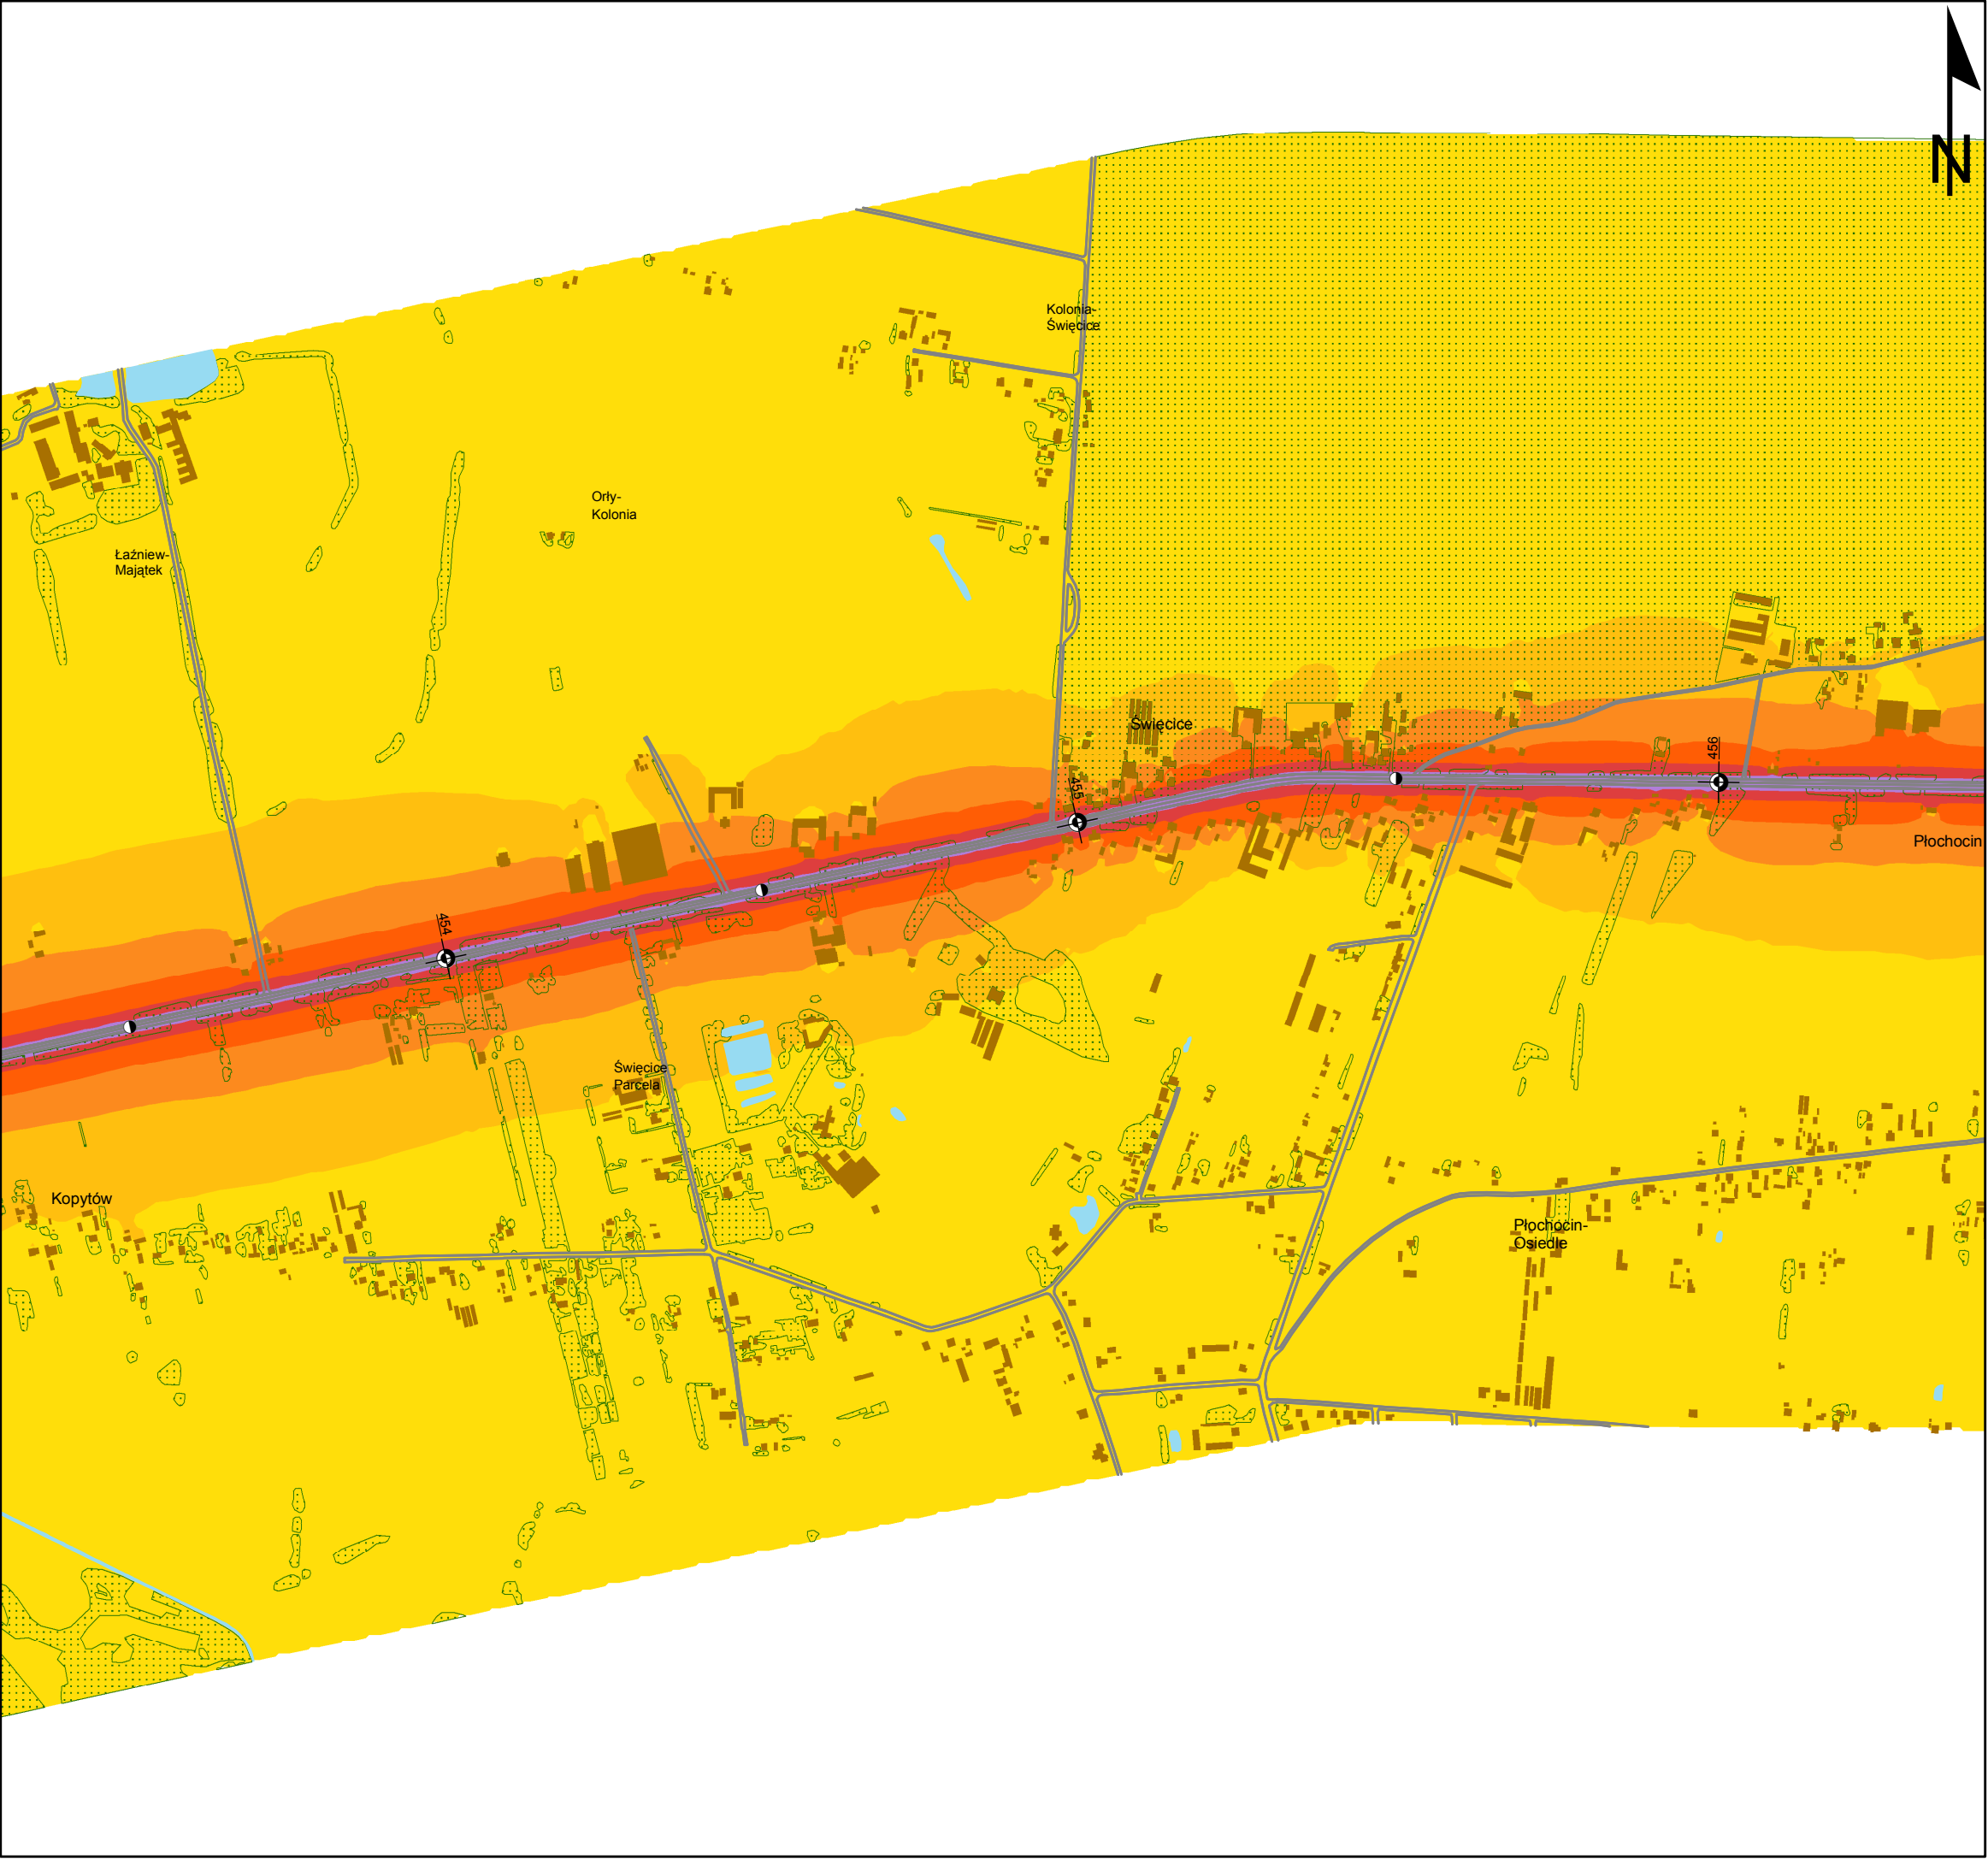 N
Kolonia-
Święcice
Orły-
Kolonia
Łaźniew-
Majątek
Święcice
456
455
Płochocin
454
Święcice
Parcela
Kopytów
Płochocin-
Osiedle